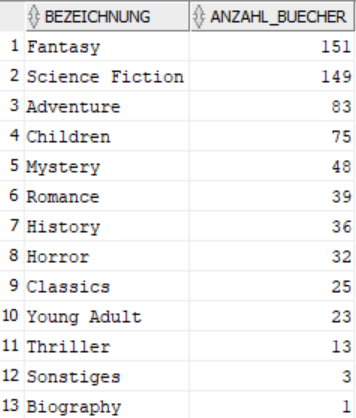 BEZEICHNUNG ANZAHL_BUECHER
1 Fantasy 151
2 Science Fiction 149
3 Adventure 83
4 Children 75
5 Mystery 48
6 Romance 39
7 History 36
8 Horror 32
9 Classics 25
10 Young Adult 23
11 Thriller 13
12 Sonstiges 3
13 Biography 1